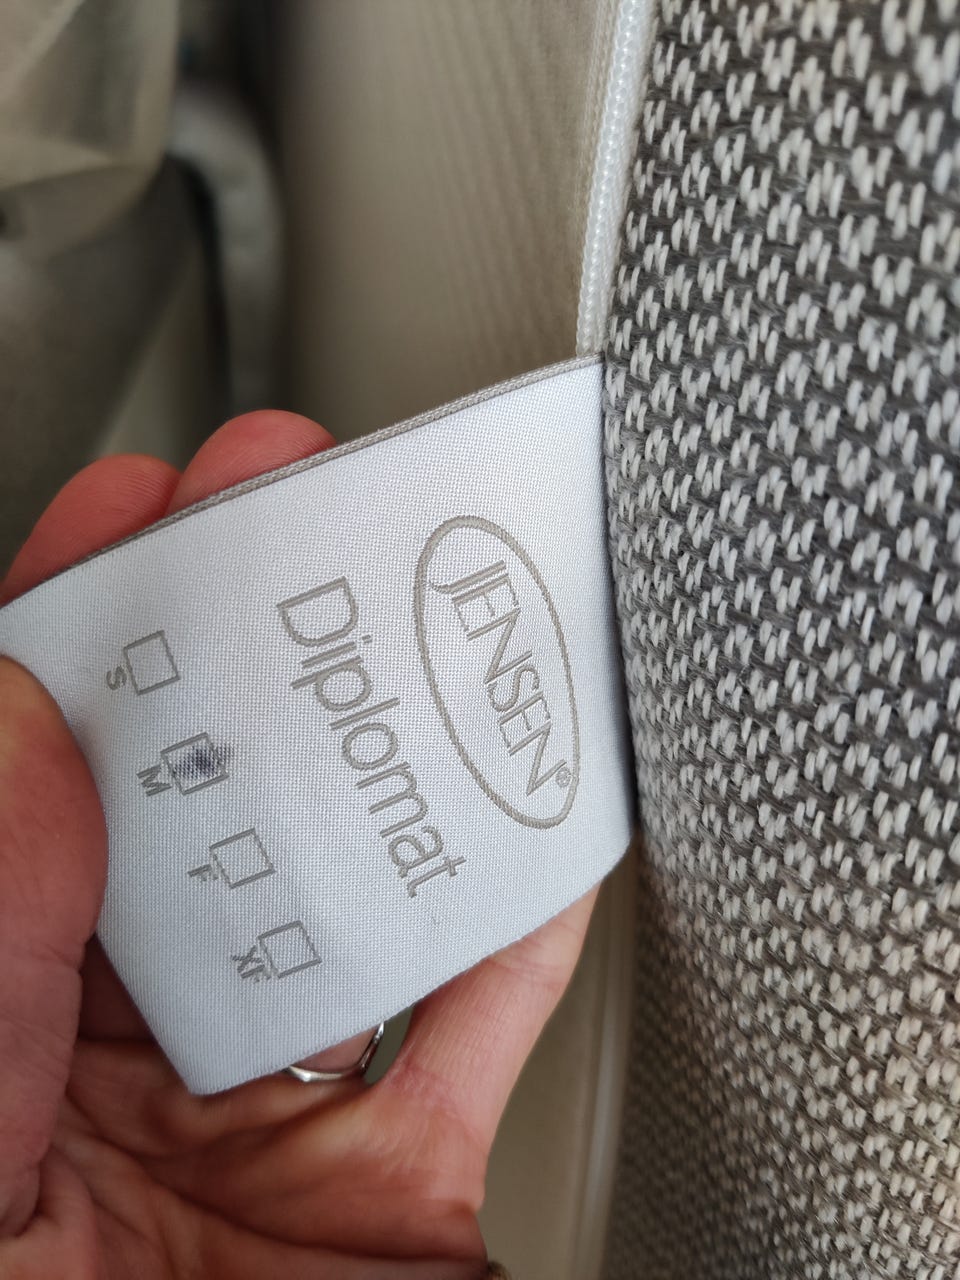 JENSEN®
Diplomat
S M F XF